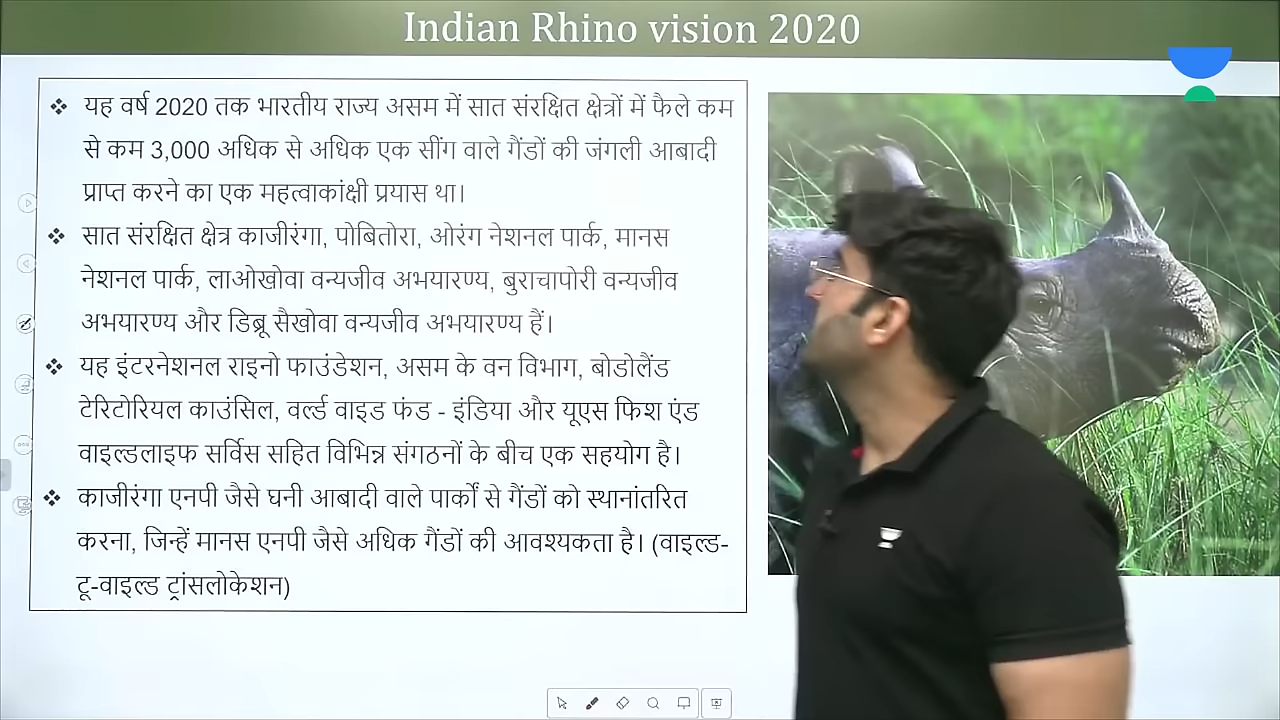 Indian Rhino vision 2020
❖ यह वर्ष 2020 तक भारतीय राज्य असम में सात संरक्षित क्षेत्रों में फैले कम
से कम 3,000 अधिक से अधिक एक सींग वाले गैंडों की जंगली आबादी
प्राप्त करने का एक महत्वाकांक्षी प्रयास था।
❖ सात संरक्षित क्षेत्र काजीरंगा, पोबितोरा, ओरंग नेशनल पार्क, मानस
नेशनल पार्क, लाओखोवा वन्यजीव अभयारण्य, बुराचापोरी वन्यजीव
अभयारण्य और डिब्रू सैखोवा वन्यजीव अभयारण्य हैं।
❖ यह इंटरनेशनल राइनो फाउंडेशन, असम के वन विभाग, बोडोलैंड
टेरिटोरियल काउंसिल, वर्ल्ड वाइड फंड - इंडिया और यूएस फिश एंड
वाइल्डलाइफ सर्विस सहित विभिन्न संगठनों के बीच एक सहयोग है।
❖ काजीरंगा एनपी जैसे घनी आबादी वाले पार्कों से गैंडों को स्थानांतरित
करना, जिन्हें मानस एनपी जैसे अधिक गैंडों की आवश्यकता है। (वाइल्ड-
टू-वाइल्ड ट्रांसलोकेशन)